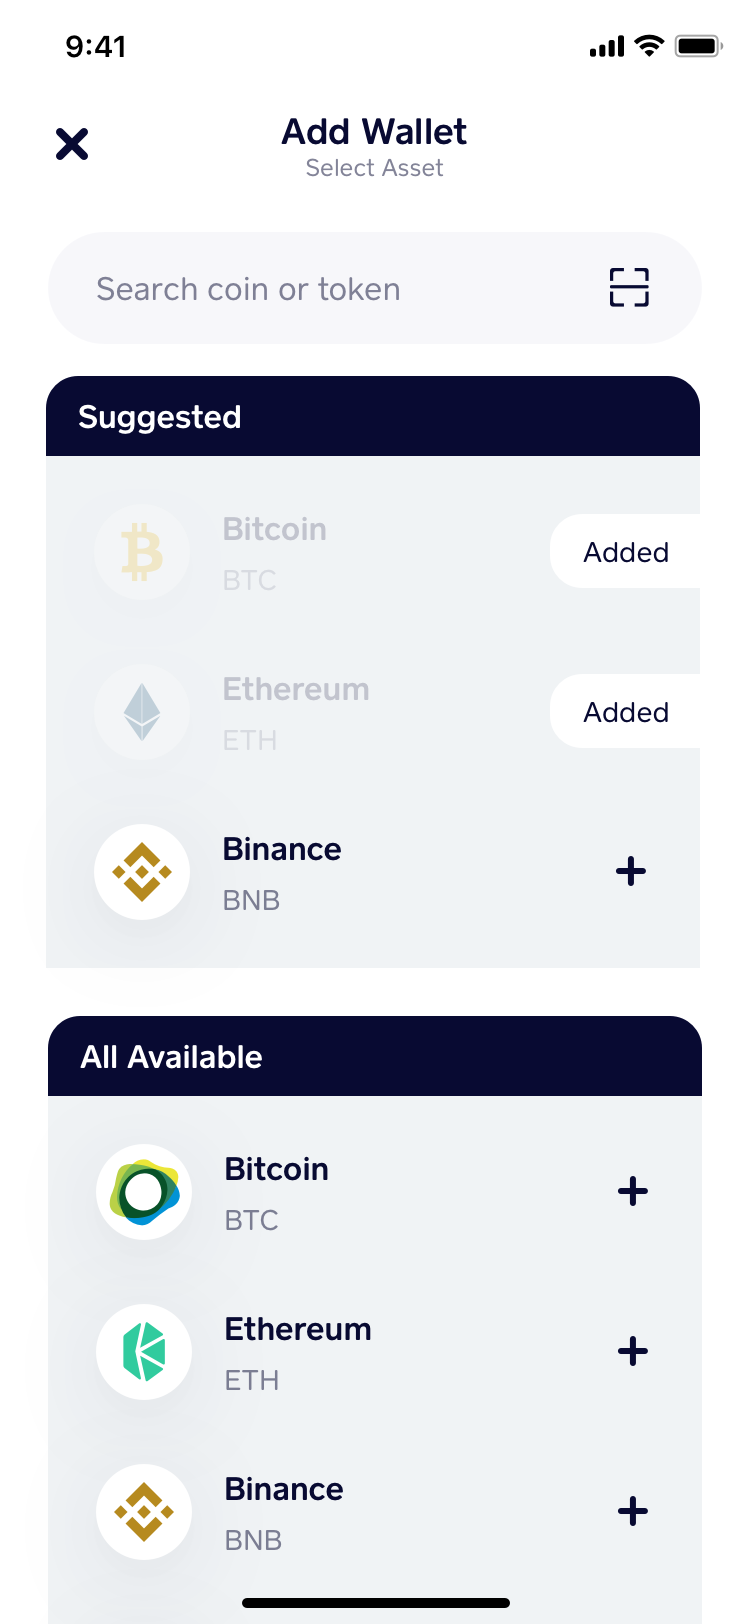 9:41
Add Wallet
Select Asset
Search coin or token
Suggested
Bitcoin
BTC
Added
Ethereum
ETH
Added
Binance
BNB
All Available
Bitcoin
BTC
Ethereum
ETH
Binance
BNB